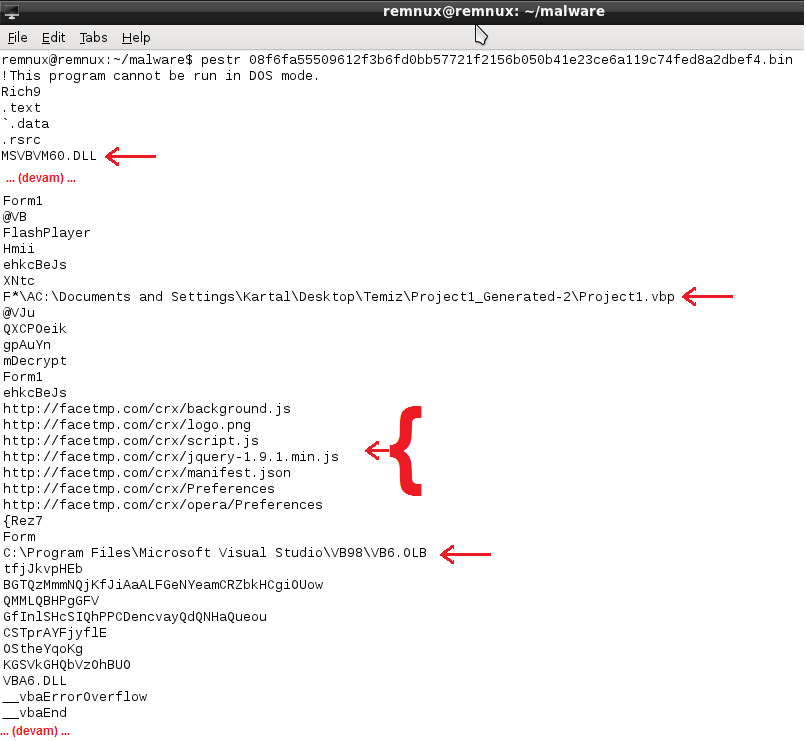 remnux@remnux: ~/malware
File Edit Tabs Help
remnux@remnux:~/malware$ pestr 08f6fa55509612f3b6fd0bb57721f2156b050b41e23ce6a119c74fed8a2dbef4.bin
!This program cannot be run in DOS mode.
Rich9
.text
`.data
.rsrc
MSVBVM60.DLL
... (devam) ...
Form1
@VB
FlashPlayer
Hmii
ehkcBeJs
XNtc
F*\AC:\Documents and Settings\Kartal\Desktop\Temiz\Project1_Generated-2\Project1.vbp
@VJu
QXCPOeik
gpAuYn
mDecrypt
Form1
ehkcBeJs
http://facetmp.com/crx/background.js
http://facetmp.com/crx/logo.png
http://facetmp.com/crx/script.js
http://facetmp.com/crx/jquery-1.9.1.min.js
http://facetmp.com/crx/manifest.json
http://facetmp.com/crx/Preferences
http://facetmp.com/crx/opera/Preferences
{Rez7
Form
C:\Program Files\Microsoft Visual Studio\VB98\VB6.OLB
tfjJkvpHEb
BGTQzMmmNQjKfJiAaALFGeNYeamCRZbkHCgiOUow
QMMLQBHPgGFV
GfInlSHcSIQhPPCDencvayQdQNHaQueou
CSTprAYFjyflE
OStheYqoKg
KGSVkGHQbVzOhBUO
VBA6.DLL
__vbaErrorOverflow
__vbaEnd
... (devam) ...